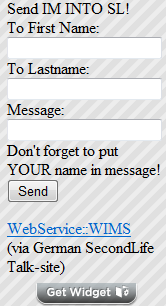 Send IM INTO SL!
To First Name:
To Lastname:
Message:
Don't forget to put
YOUR name in message!
Send
WebService::WIMS
(via German SecondLife
Talk-site)
Get Widget